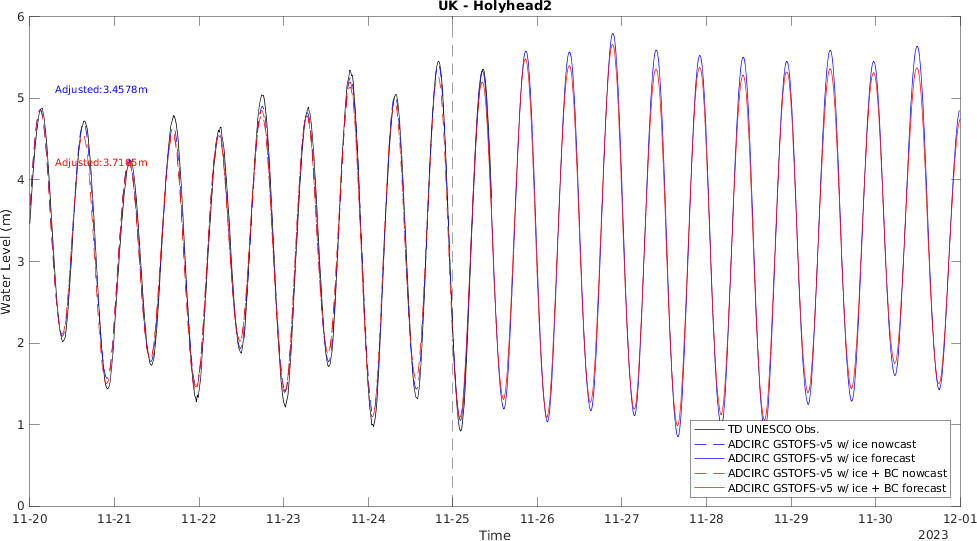 UK - Holyhead2
6
5
4
3
2
1
0
Water Level (m)
Adjusted:3.4578m
Adjusted:3.7165m
TD UNESCO Obs.
ADCIRC GSTOFS-v5 w/ ice nowcast
ADCIRC GSTOFS-v5 w/ ice forecast
ADCIRC GSTOFS-v5 w/ ice + BC nowcast
ADCIRC GSTOFS-v5 w/ ice + BC forecast
11-20 11-21 11-22 11-23 11-24 11-25 11-26 11-27 11-28 11-29 11-30 12-01
Time
2023